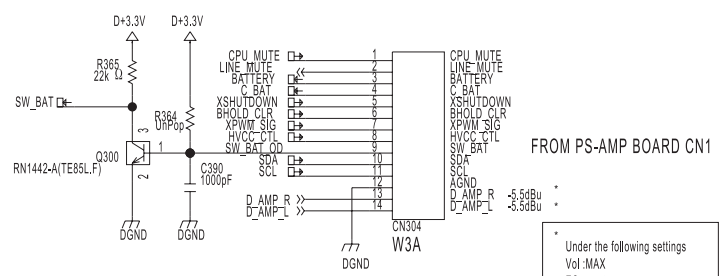 D+3.3V
D+3.3V
R365
22k Ω
SW_BAT
R364
UnPop
3
Q300
1
RN1442-A(TE85L,F)
2
C390
1000pF
DGND
DGND
CPU_MUTE 1 CPU_MUTE
LINE_MUTE 2 LINE_MUTE
BATTERY 3 BATTERY
C_BAT 4 C_BAT
XSHUTDOWN 5 XSHUTDOWN
BHOLD_CLR 6 BHOLD_CLR
XPWM_SIG 7 XPWM_SIG
HVCC_CTL 8 HVCC_CTL
SW_BAT_OD 9 SW_BAT
SDA 10 SDA
SCL 11 SCL
12 AGND
D_AMP_R 13 D_AMP_R -5.5dBu *
D_AMP_L 14 D_AMP_L -5.5dBu *
CN304
W3A
DGND
FROM PS-AMP BOARD CN1
*
Under the following settings
Vol :MAX